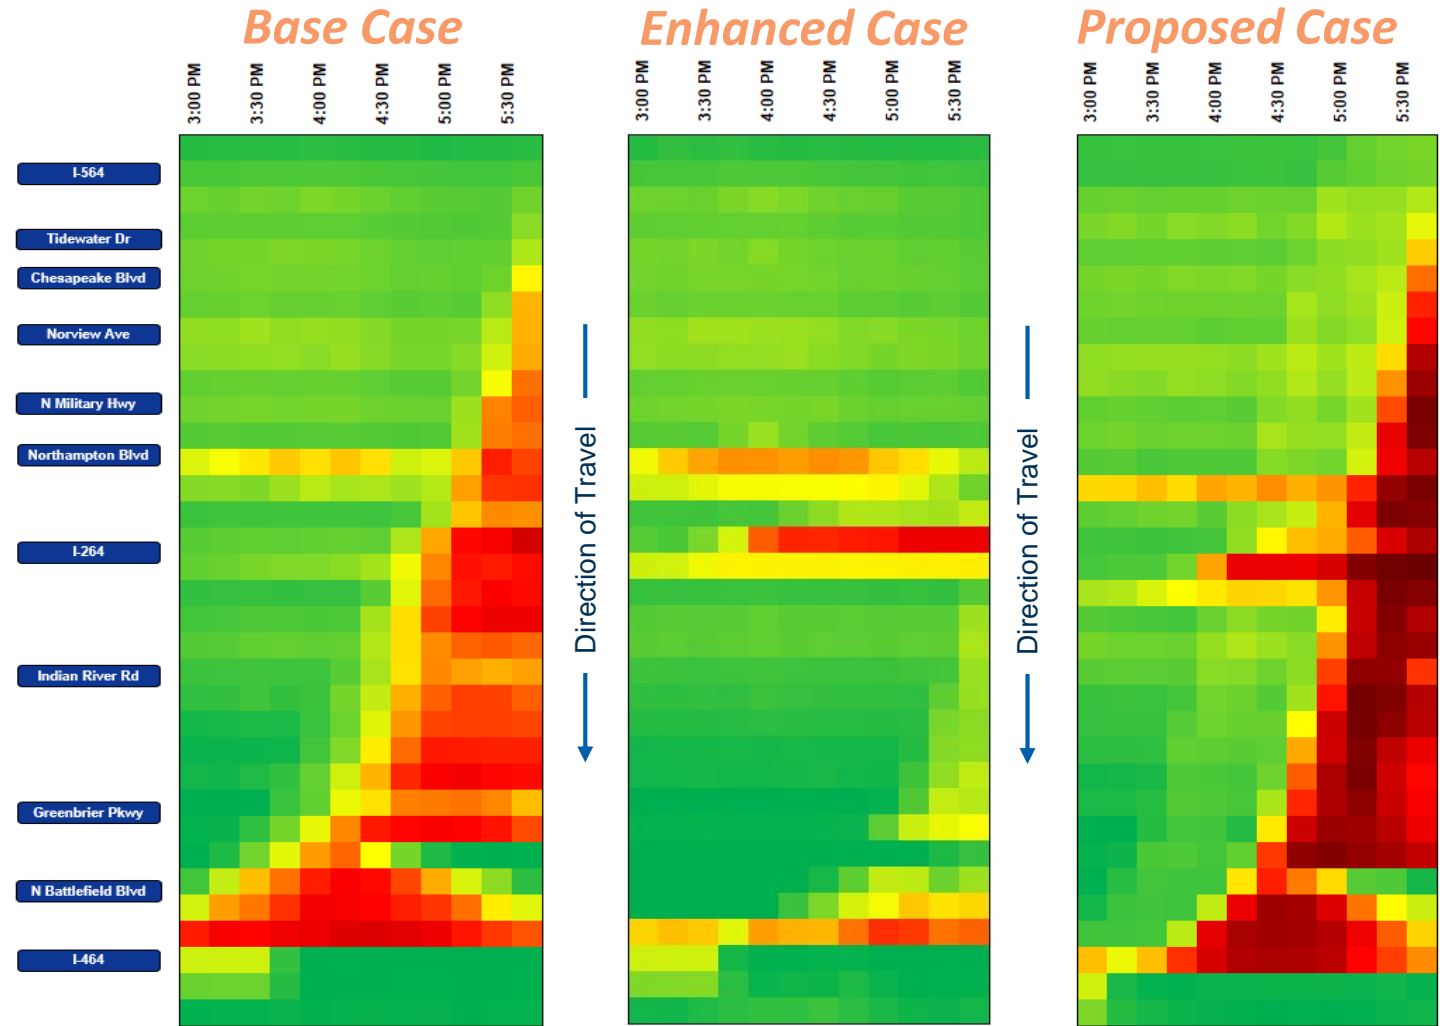 Base Case
Enhanced Case
Proposed Case
3:00 PM
3:30 PM
4:00 PM
4:30 PM
5:00 PM
5:30 PM
3:00 PM
3:30 PM
4:00 PM
4:30 PM
5:00 PM
5:30 PM
3:00 PM
3:30 PM
4:00 PM
4:30 PM
5:00 PM
5:30 PM
I-564
Tidewater Dr
Chesapeake Blvd
Norview Ave
N Military Hwy
Northampton Blvd
I-264
Indian River Rd
Greenbrier Pkwy
N Battlefield Blvd
I-464
Direction of Travel
Direction of Travel